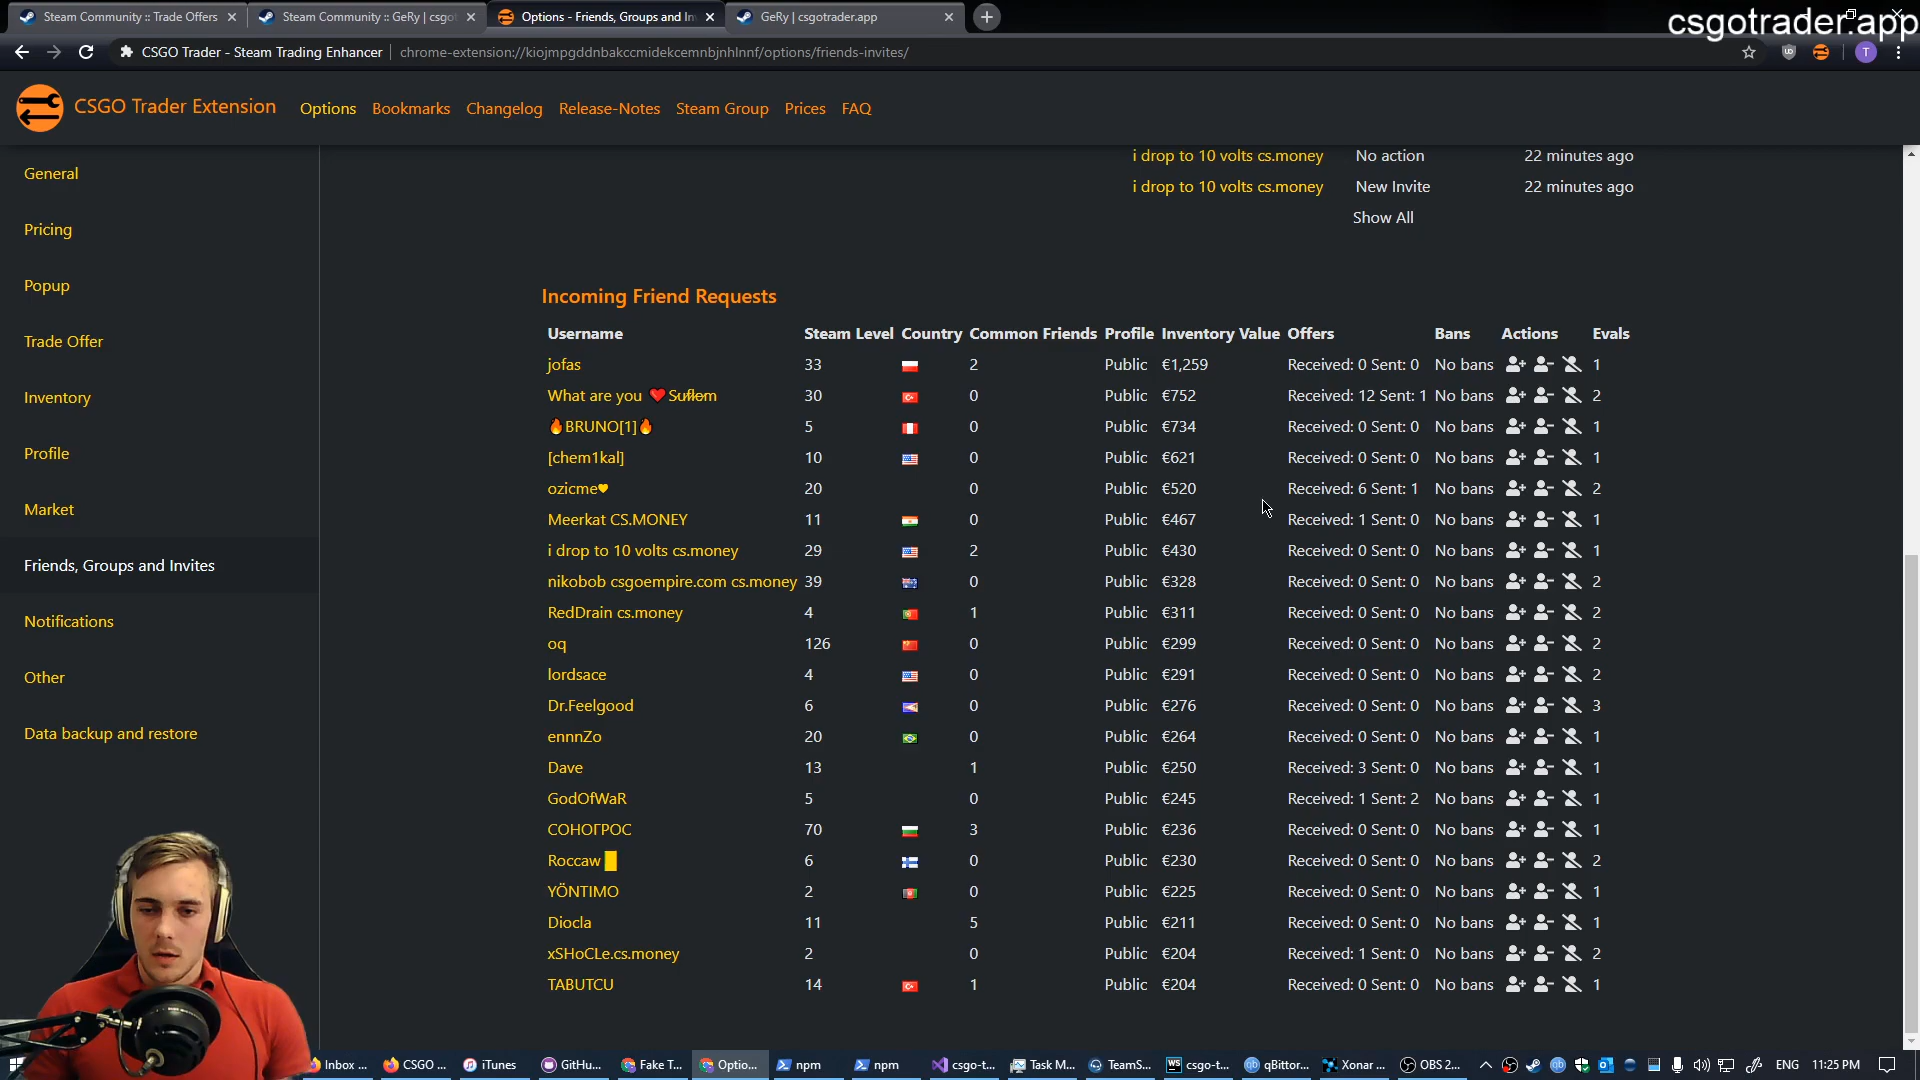 Steam Community :: Trade Offers
Steam Community :: GeRy | csgo
Options - Friends, Groups and In
GeRy | csgotrader.app
csgotrader.app
CSGO Trader - Steam Trading Enhancer
chrome-extension://kiojmpgddnbakccmidekcemnbjnhlnnf/options/friends-invites/
T
CSGO Trader Extension
Options Bookmarks Changelog Release-Notes Steam Group Prices FAQ
General
Pricing
Popup
Trade Offer
Inventory
Profile
Market
Friends, Groups and Invites
Notifications
Other
Data backup and restore
i drop to 10 volts cs.money No action 22 minutes ago
i drop to 10 volts cs.money New Invite 22 minutes ago
Show All
Incoming Friend Requests
Username Steam Level Country Common Friends Profile Inventory Value Offers Bans Actions Evals
jofas 33 2 Public €1,259 Received: 0 Sent: 0 No bans 1
What are you ❤️ Suflom 30 0 Public €752 Received: 12 Sent: 1 No bans 2
🔥BRUNO[1]🔥 5 0 Public €734 Received: 0 Sent: 0 No bans 1
[chem1kal] 10 0 Public €621 Received: 0 Sent: 0 No bans 1
ozicme♥ 20 0 Public €520 Received: 6 Sent: 1 No bans 2
Meerkat CS.MONEY 11 0 Public €467 Received: 1 Sent: 0 No bans 1
i drop to 10 volts cs.money 29 2 Public €430 Received: 0 Sent: 0 No bans 1
nikobob csgoempire.com cs.money 39 0 Public €328 Received: 0 Sent: 0 No bans 2
RedDrain cs.money 4 1 Public €311 Received: 0 Sent: 0 No bans 2
oq 126 0 Public €299 Received: 0 Sent: 0 No bans 2
lordsace 4 0 Public €291 Received: 0 Sent: 0 No bans 2
Dr.Feelgood 6 0 Public €276 Received: 0 Sent: 0 No bans 3
ennnZo 20 0 Public €264 Received: 0 Sent: 0 No bans 1
Dave 13 1 Public €250 Received: 3 Sent: 0 No bans 1
GodOfWaR 5 0 Public €245 Received: 1 Sent: 2 No bans 1
СОНОГРОС 70 3 Public €236 Received: 0 Sent: 0 No bans 1
Roccaw █ 6 0 Public €230 Received: 0 Sent: 0 No bans 2
YÖNTIMO 2 0 Public €225 Received: 0 Sent: 0 No bans 1
Diocla 11 5 Public €211 Received: 0 Sent: 0 No bans 1
xSHoCLe.cs.money 2 0 Public €204 Received: 1 Sent: 0 No bans 2
TABUTCU 14 1 Public €204 Received: 0 Sent: 0 No bans 1
Inbox ... CSGO ... iTunes GitHu... Fake T... Optio... npm npm csgo-t... Task M... TeamS... csgo-t... qBittor... Xonar ... OBS 2... ENG 11:25 PM